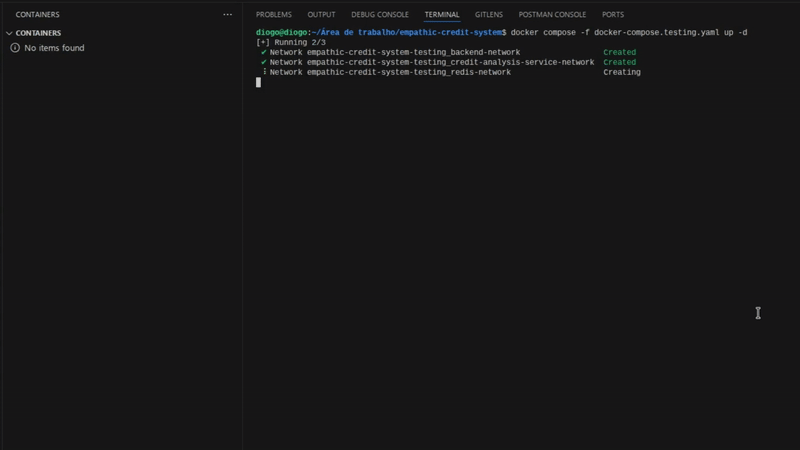 CONTAINERS
PROBLEMS OUTPUT DEBUG CONSOLE TERMINAL GITLENS POSTMAN CONSOLE PORTS
CONTAINERS
No items found
diogo@diogo:~/Área de trabalho/empathic-credit-system$ docker compose -f docker-compose.testing.yaml up -d
[+] Running 2/3
✔ Network empathic-credit-system-testing_backend-network Created
✔ Network empathic-credit-system-testing_credit-analysis-service-network Created
⠸ Network empathic-credit-system-testing_redis-network Creating